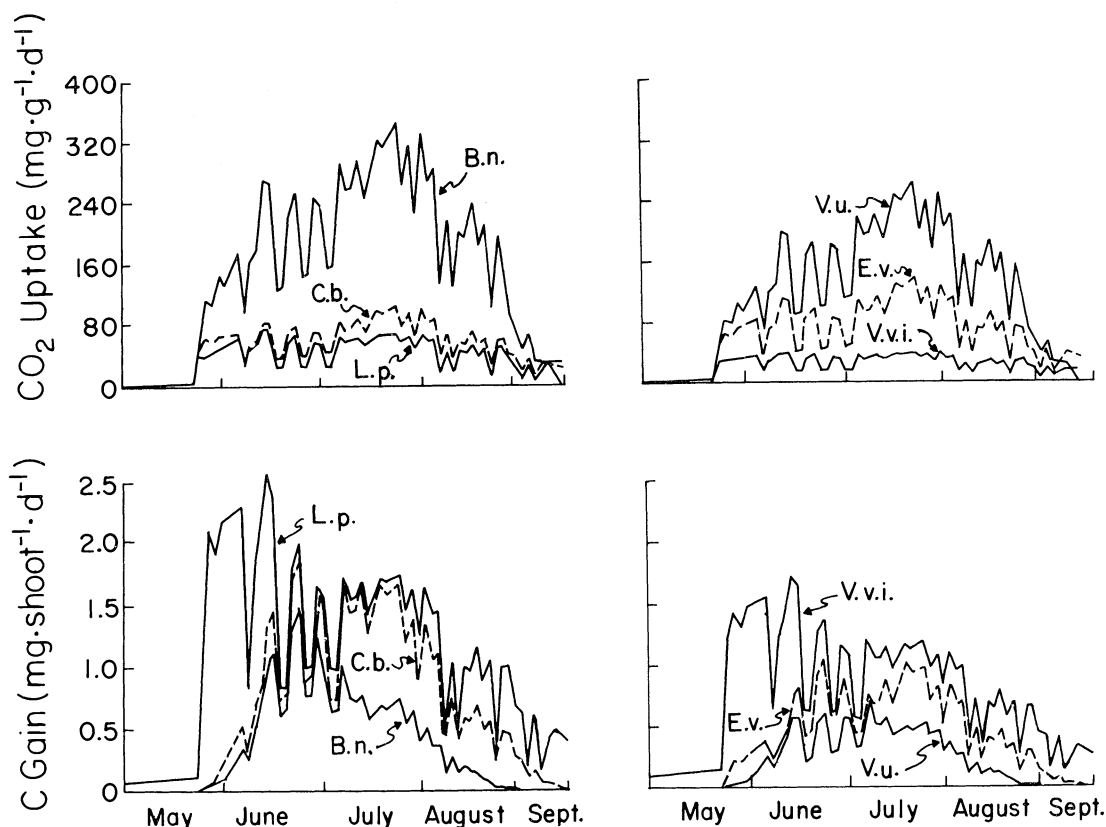 CO2 Uptake (mg·g⁻¹·d⁻¹)
400
320
240
160
80
0
B.n.
C.b.
L.p.
V.u.
E.v.
V.v.i.
C Gain (mg·shoot⁻¹·d⁻¹)
2.5
2.0
1.5
1.0
0.5
0
L.p.
C.b.
B.n.
V.v.i.
E.v.
V.u.
May June July August Sept.
May June July August Sept.